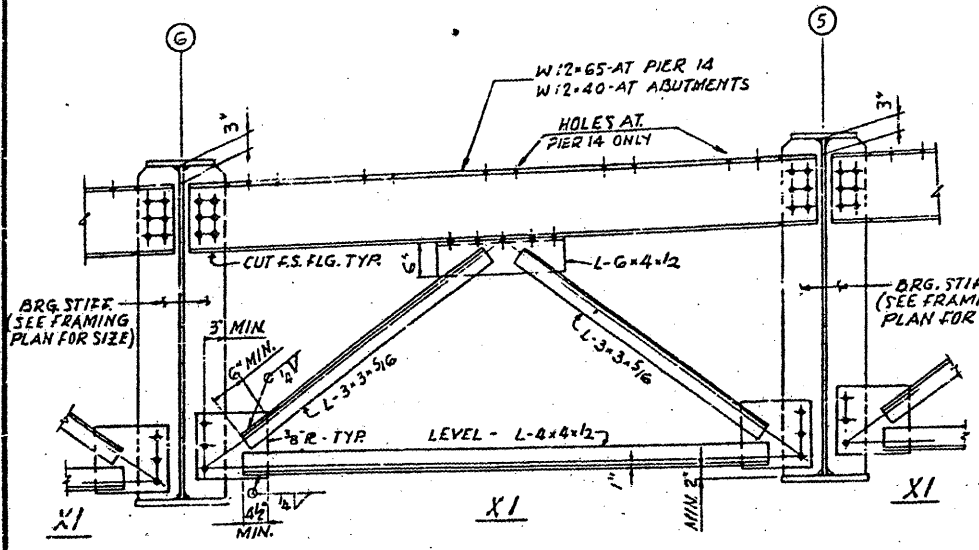 6
5
W12×65-AT PIER 14
W12×40-AT ABUTMENTS
3"
3"
HOLES AT
PIER 14 ONLY
CUT F.S. FLG. TYP.
6"
L-6×4×1/2
BRG. STIFF.
(SEE FRAMING
PLAN FOR SIZE)
BRG. STIF
(SEE FRAMI
PLAN FOR
3" MIN.
6" MIN.
1/4
L-3×3×5/16
L-3×3×5/16
3/8" PL - TYP.
LEVEL - L-4×4×1/2
1"
MIN. 2"
1/4
4 1/2"
MIN.
X1
X1
X1